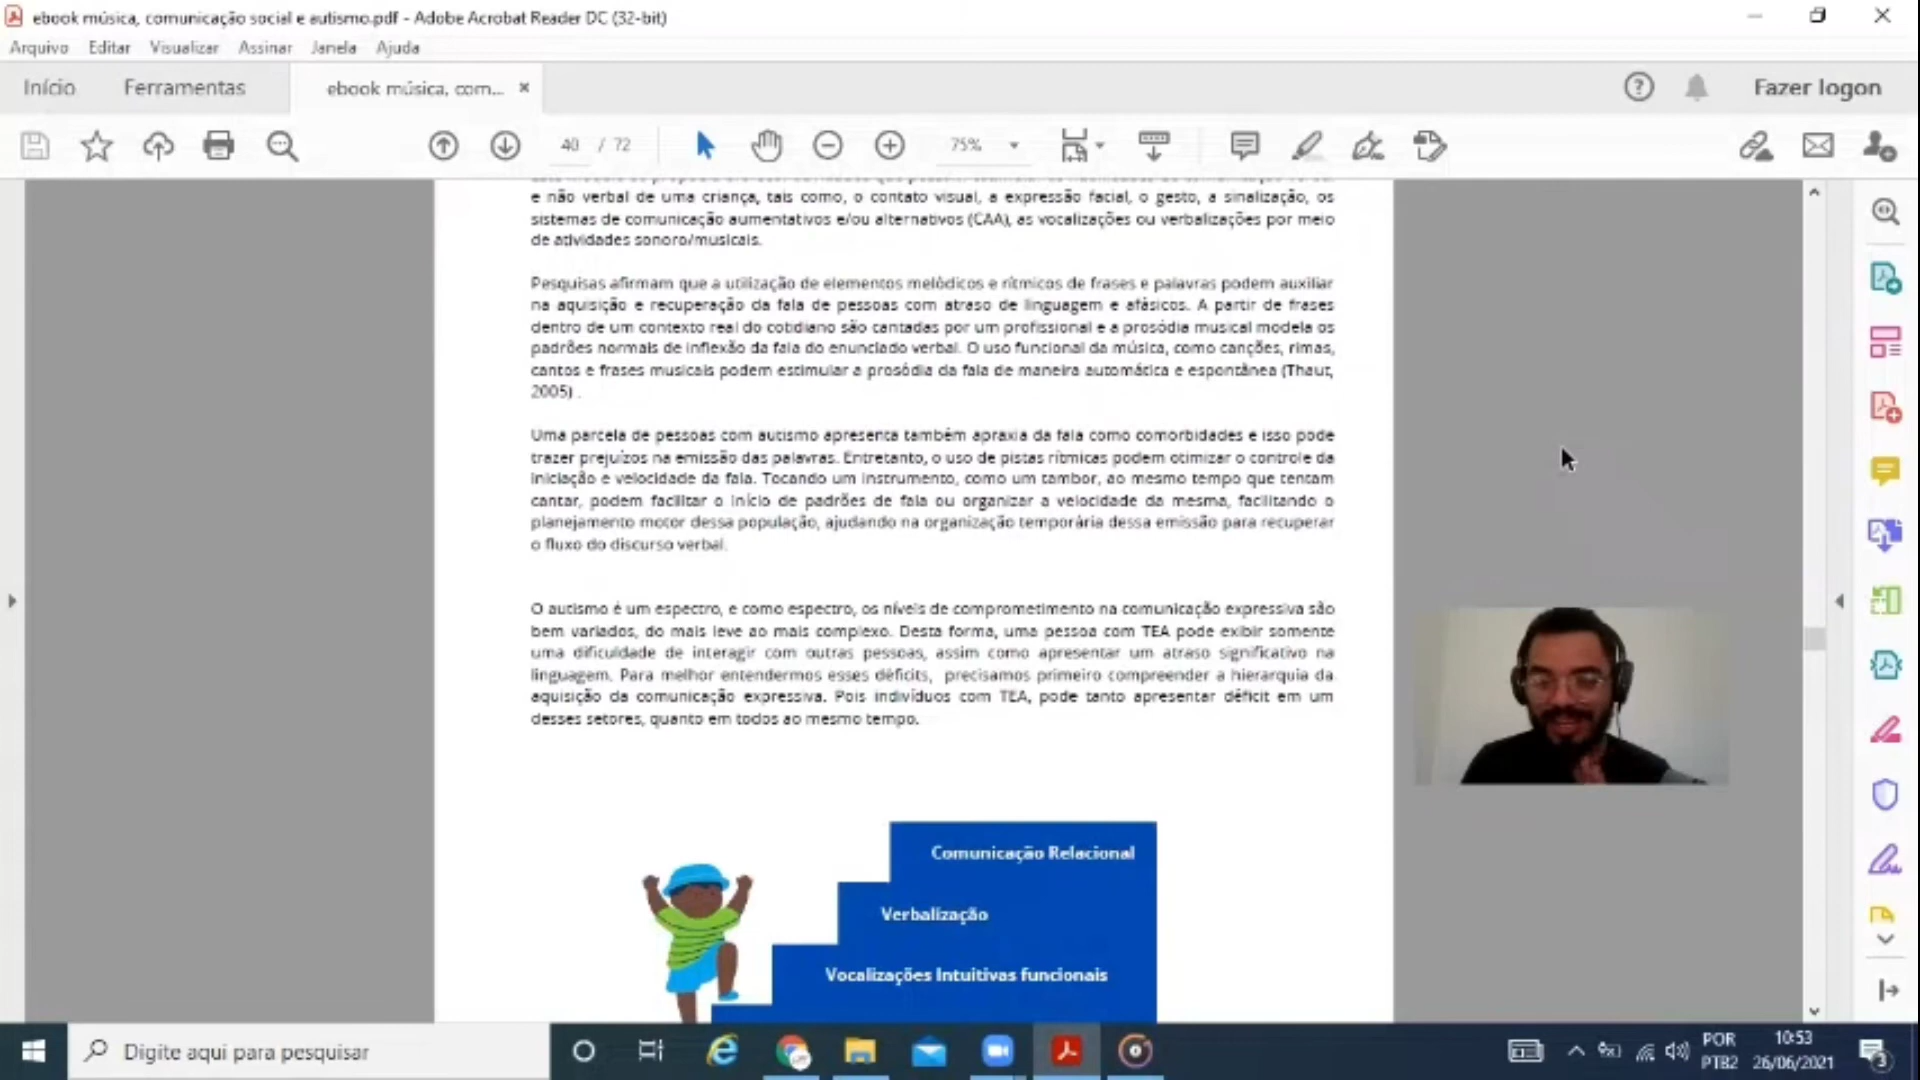 ebook música, comunicação social e autismo.pdf - Adobe Acrobat Reader DC (32-bit)
Arquivo Editar Visualizar Assinar Janela Ajuda
Início Ferramentas ebook música, com... Fazer logon
40 / 72 75%
e não verbal de uma criança, tais como, o contato visual, a expressão facial, o gesto, a sinalização, os
sistemas de comunicação aumentativos e/ou alternativos (CAA), as vocalizações ou verbalizações por meio
de atividades sonoro/musicais.
Pesquisas afirmam que a utilização de elementos melódicos e rítmicos de frases e palavras podem auxiliar
na aquisição e recuperação da fala de pessoas com atraso de linguagem e afásicos. A partir de frases
dentro de um contexto real do cotidiano são cantadas por um profissional e a prosódia musical modela os
padrões normais de inflexão da fala do enunciado verbal. O uso funcional da música, como canções, rimas,
cantos e frases musicais podem estimular a prosódia da fala de maneira automática e espontânea (Thaut,
2005) .
Uma parcela de pessoas com autismo apresenta também apraxia da fala como comorbidades e isso pode
trazer prejuízos na emissão das palavras. Entretanto, o uso de pistas rítmicas podem otimizar o controle da
iniciação e velocidade da fala. Tocando um instrumento, como um tambor, ao mesmo tempo que tentam
cantar, podem facilitar o início de padrões de fala ou organizar a velocidade da mesma, facilitando o
planejamento motor dessa população, ajudando na organização temporária dessa emissão para recuperar
o fluxo do discurso verbal.
O autismo é um espectro, e como espectro, os níveis de comprometimento na comunicação expressiva são
bem variados, do mais leve ao mais complexo. Desta forma, uma pessoa com TEA pode exibir somente
uma dificuldade de interagir com outras pessoas, assim como apresentar um atraso significativo na
linguagem. Para melhor entendermos esses déficits, precisamos primeiro compreender a hierarquia da
aquisição da comunicação expressiva. Pois indivíduos com TEA, pode tanto apresentar déficit em um
desses setores, quanto em todos ao mesmo tempo.
Comunicação Relacional
Verbalização
Vocalizações Intuitivas funcionais
Digite aqui para pesquisar
POR 10:53
PTB2 26/06/2021
3